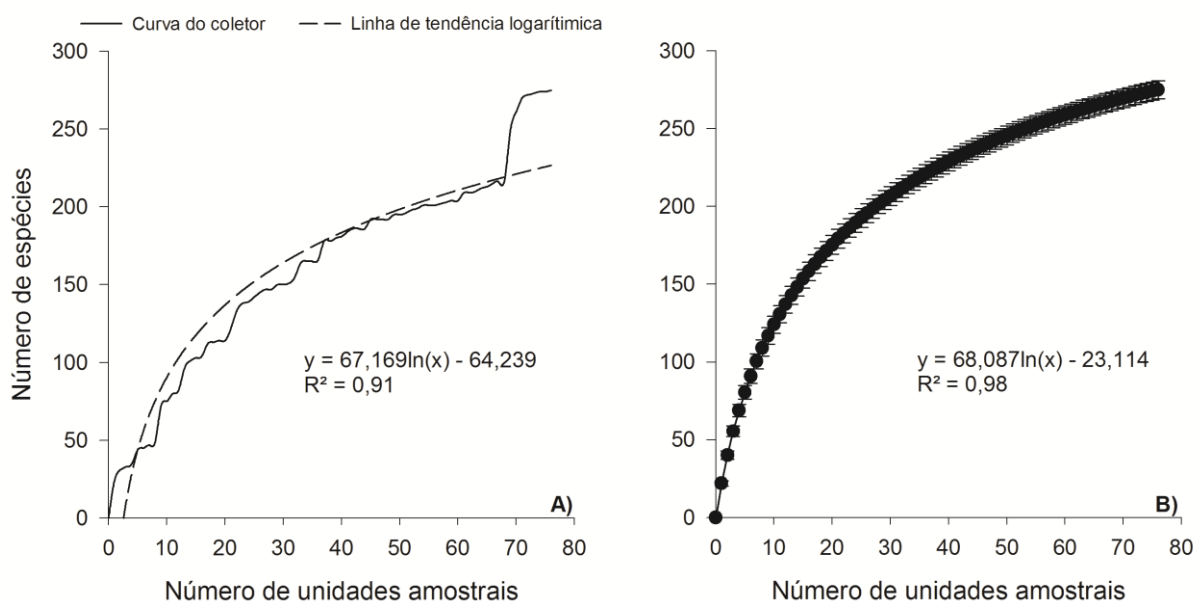 Curva do coletor
Linha de tendência logarítimica
Número de espécies
300
250
200
150
100
50
0
y = 67,169ln(x) - 64,239
R² = 0,91
A)
0 10 20 30 40 50 60 70 80
Número de unidades amostrais
300
250
200
150
100
50
0
y = 68,087ln(x) - 23,114
R² = 0,98
B)
0 10 20 30 40 50 60 70 80
Número de unidades amostrais